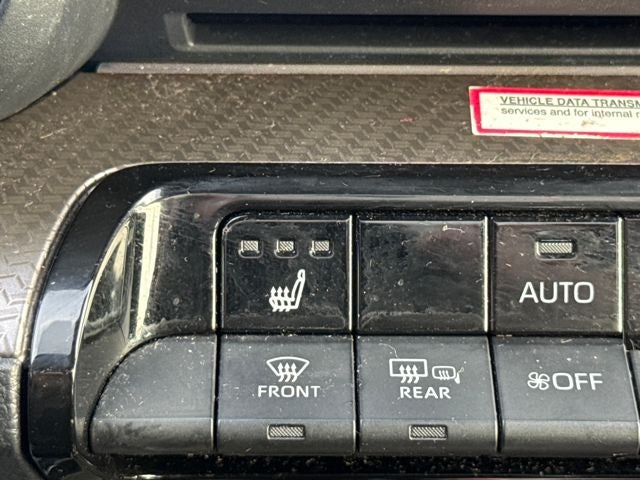 VEHICLE DATA TRANSM
services and for internal r
AUTO
FRONT
REAR
OFF